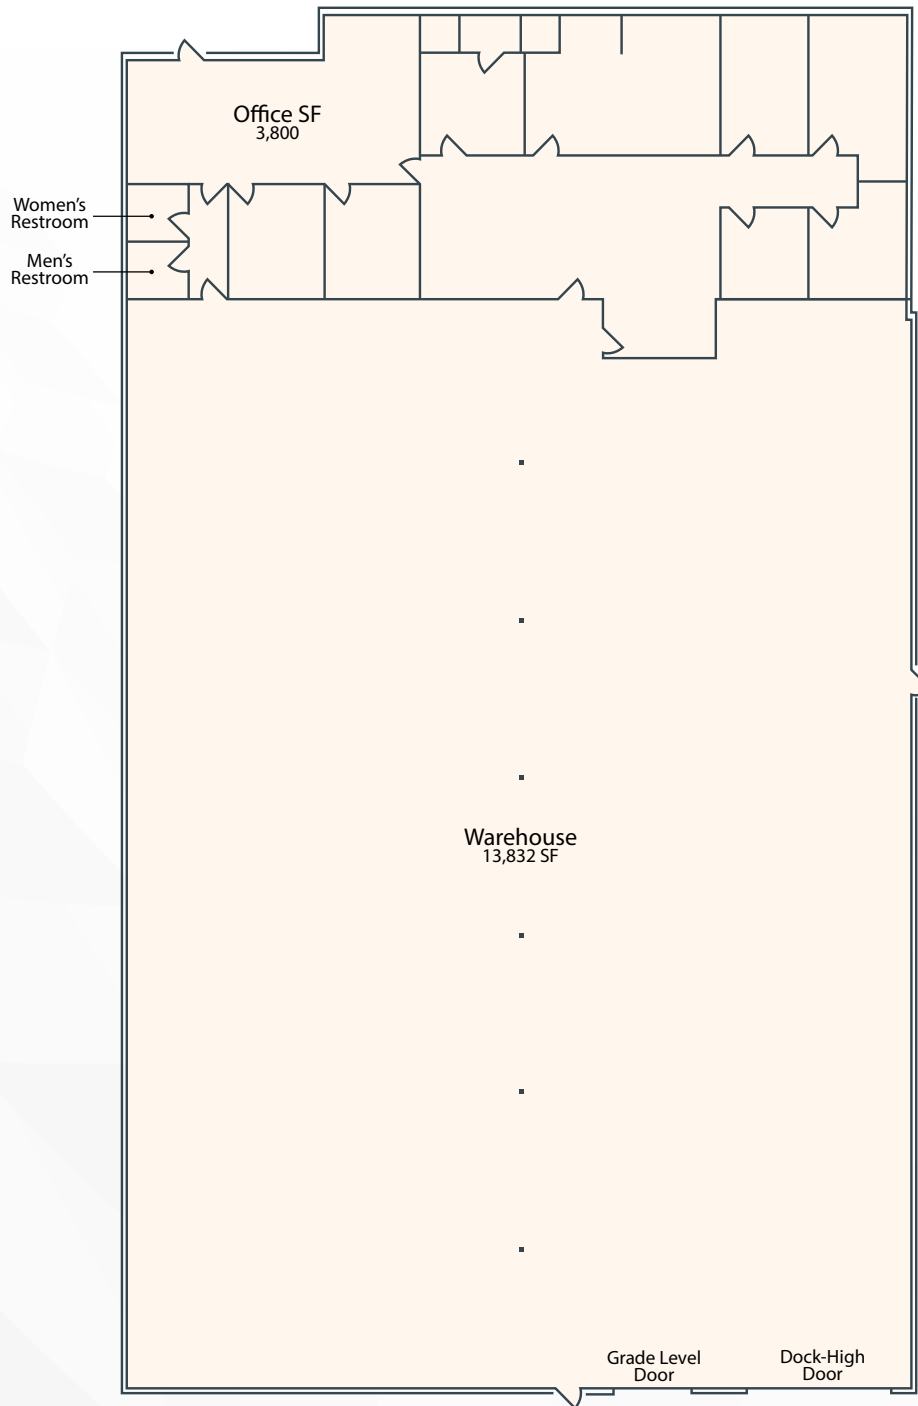 Office SF
3,800
Women’s
Restroom
Men’s
Restroom
Warehouse
13,832 SF
Grade Level
Door
Dock-High
Door